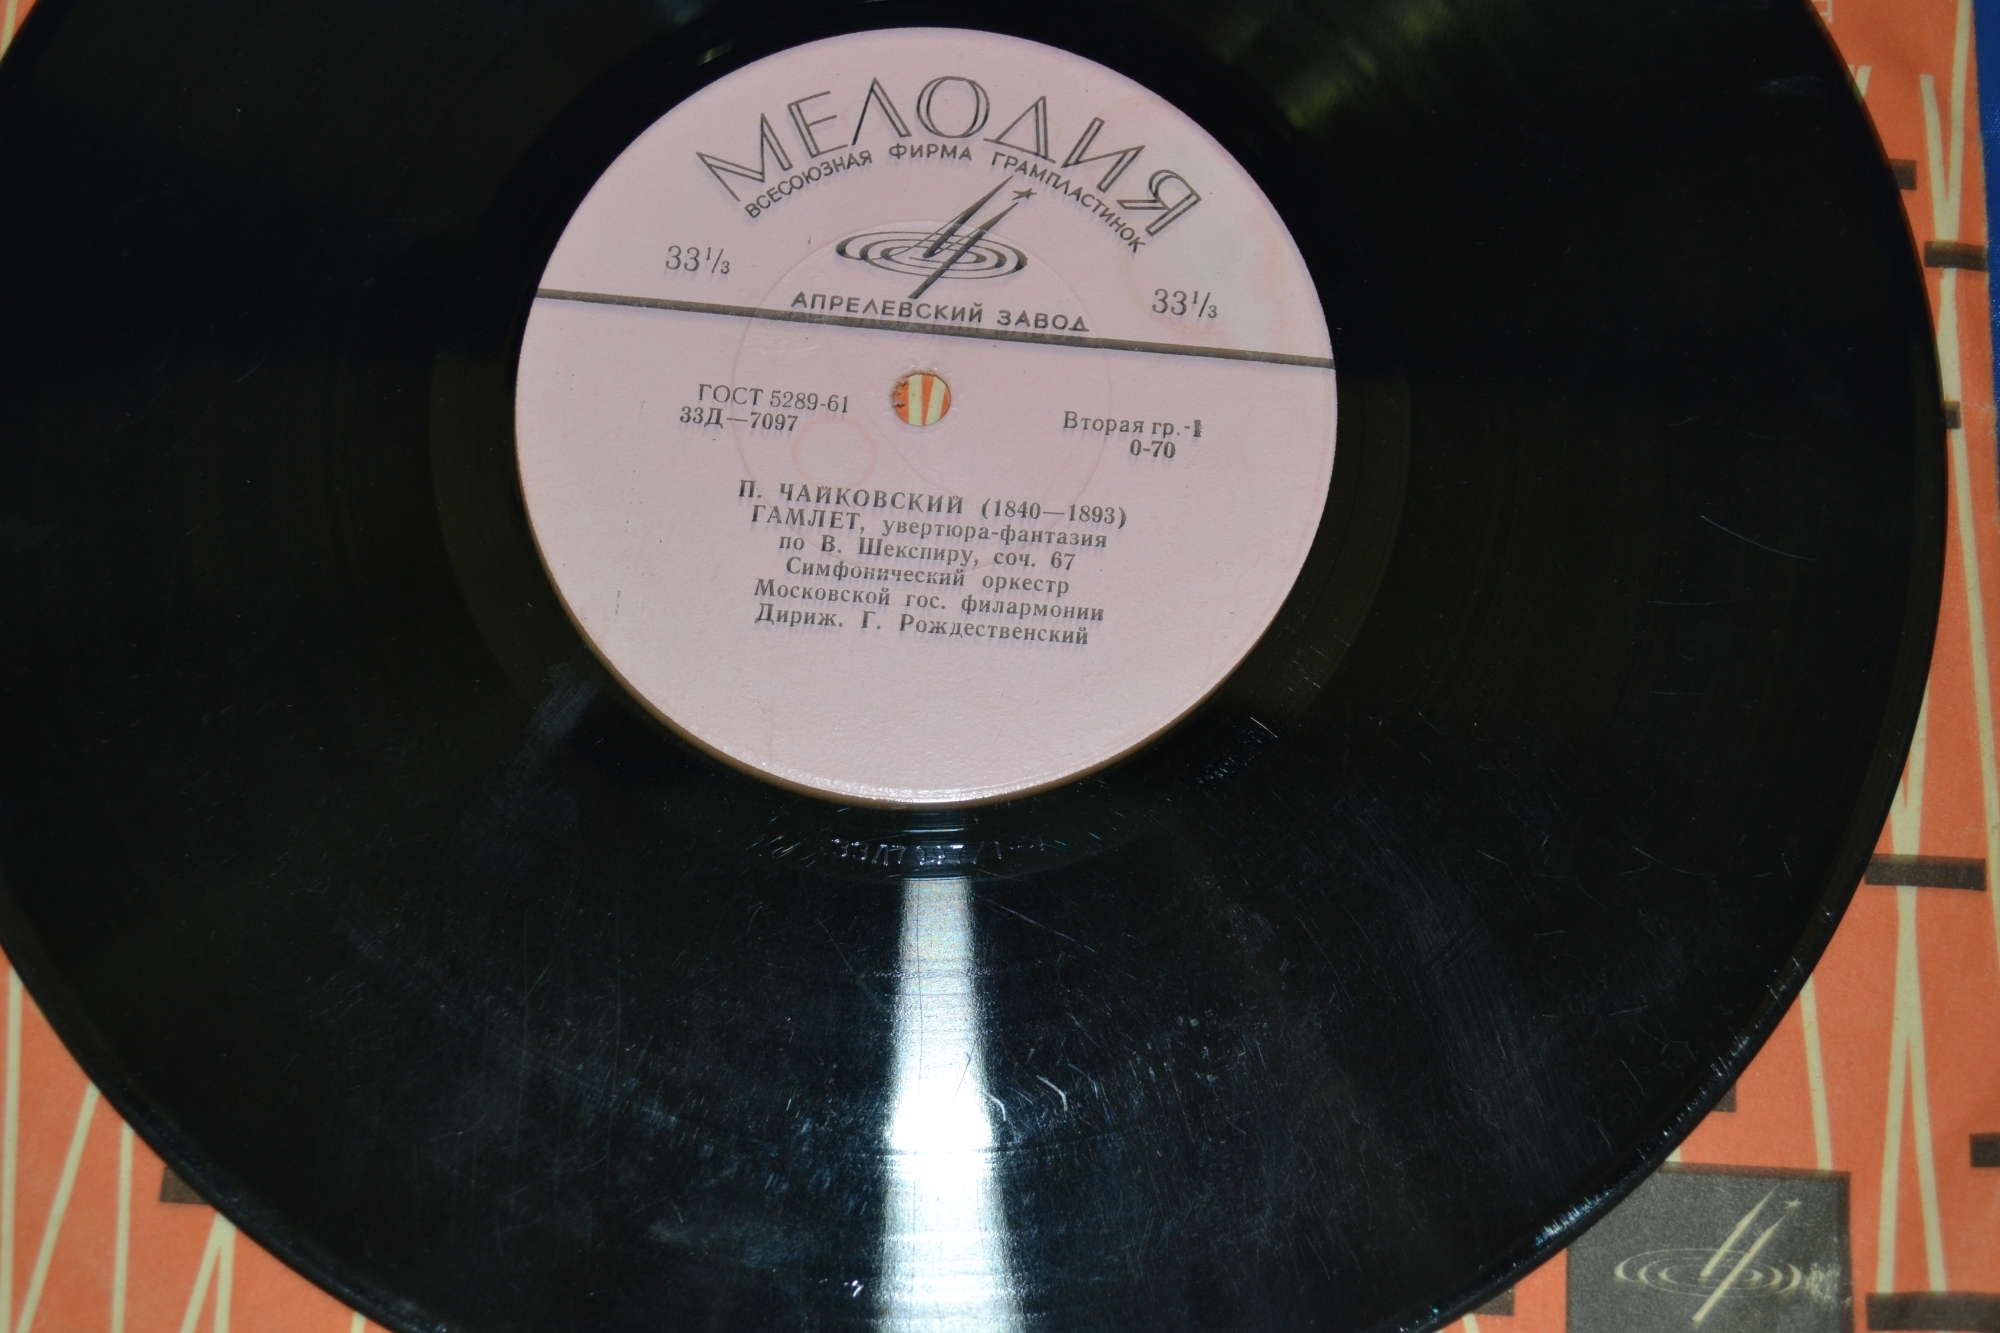 МЕЛОДИЯ
ВСЕСОЮЗНАЯ ФИРМА ГРАМПЛАСТИНОК
33⅓ 33⅓
АПРЕЛЕВСКИЙ ЗАВОД
ГОСТ 5289-61
33Д—7097
Вторая гр.-1
0-70
П. ЧАЙКОВСКИЙ (1840—1893)
ГАМЛЕТ, увертюра-фантазия
по В. Шекспиру, соч. 67
Симфонический оркестр
Московской гос. филармонии
Дириж. Г. Рождественский